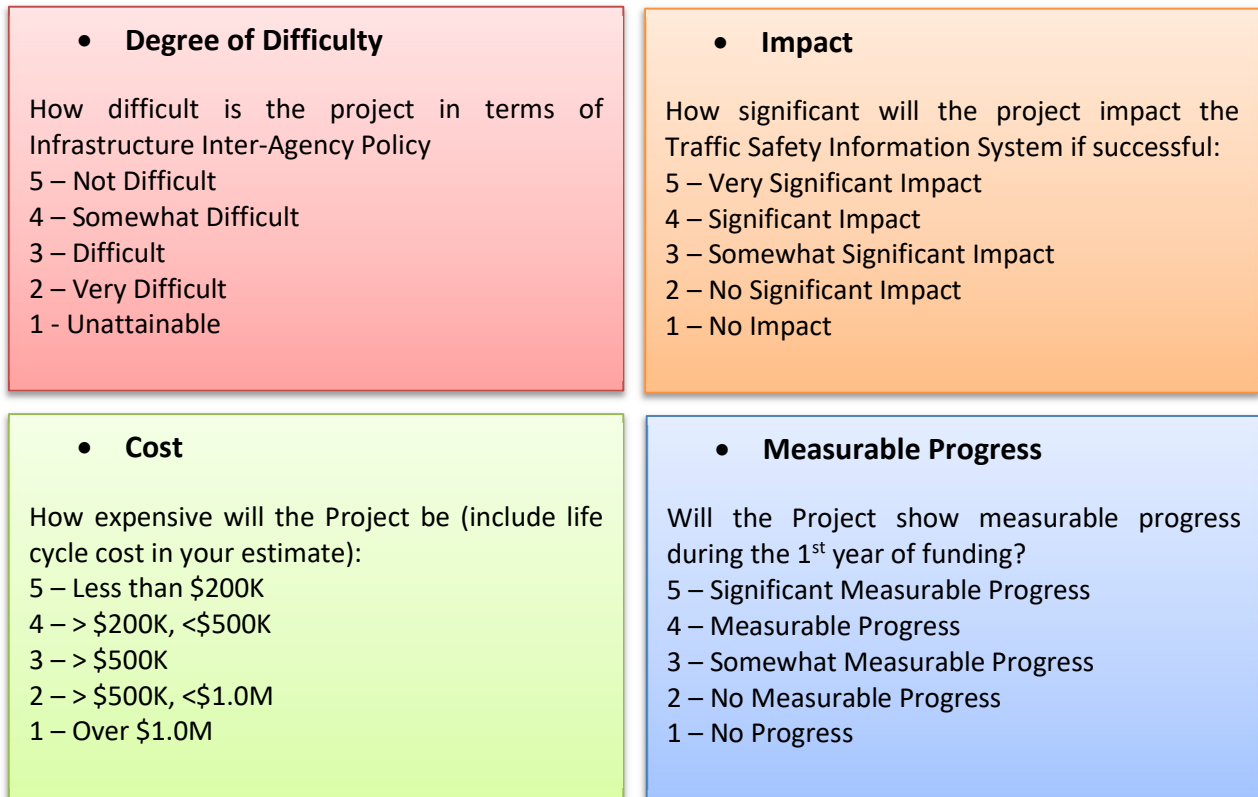 • Degree of Difficulty
How difficult is the project in terms of
Infrastructure Inter-Agency Policy
5 – Not Difficult
4 – Somewhat Difficult
3 – Difficult
2 – Very Difficult
1 - Unattainable
• Impact
How significant will the project impact the
Traffic Safety Information System if successful:
5 – Very Significant Impact
4 – Significant Impact
3 – Somewhat Significant Impact
2 – No Significant Impact
1 – No Impact
• Cost
How expensive will the Project be (include life
cycle cost in your estimate):
5 – Less than $200K
4 – > $200K, <$500K
3 – > $500K
2 – > $500K, <$1.0M
1 – Over $1.0M
• Measurable Progress
Will the Project show measurable progress
during the 1st year of funding?
5 – Significant Measurable Progress
4 – Measurable Progress
3 – Somewhat Measurable Progress
2 – No Measurable Progress
1 – No Progress